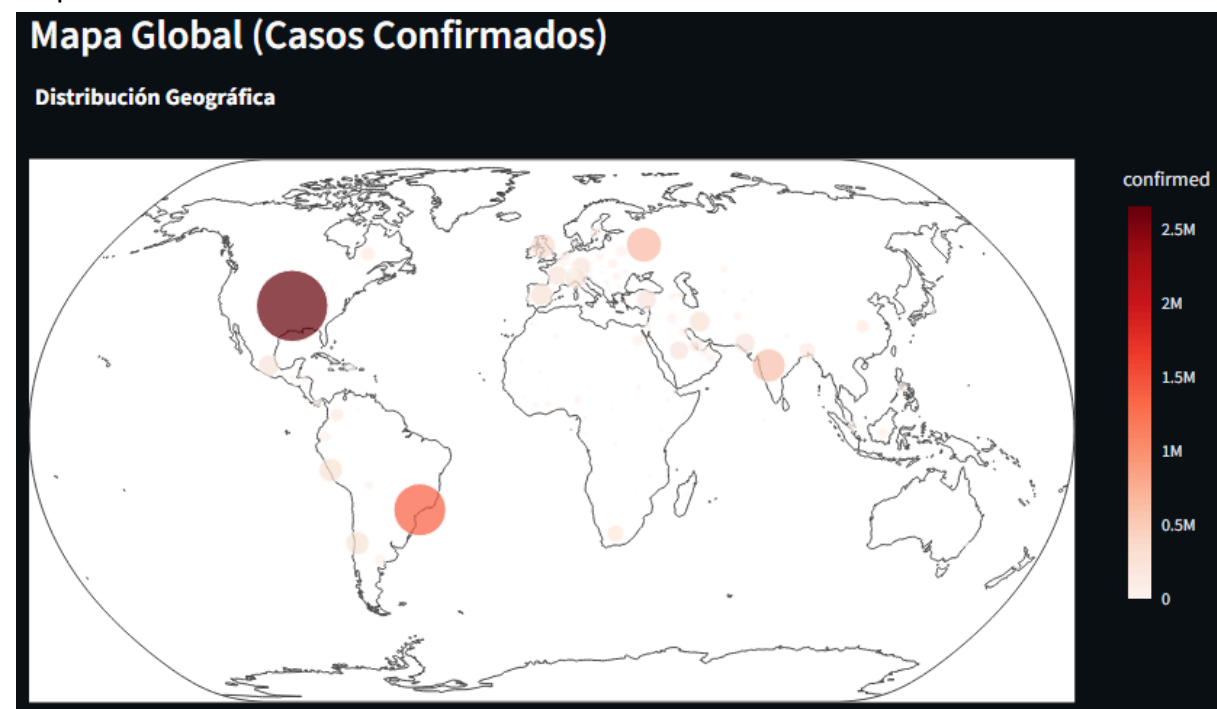 Mapa Global (Casos Confirmados)
Distribución Geográfica
confirmed
2.5M
2M
1.5M
1M
0.5M
0